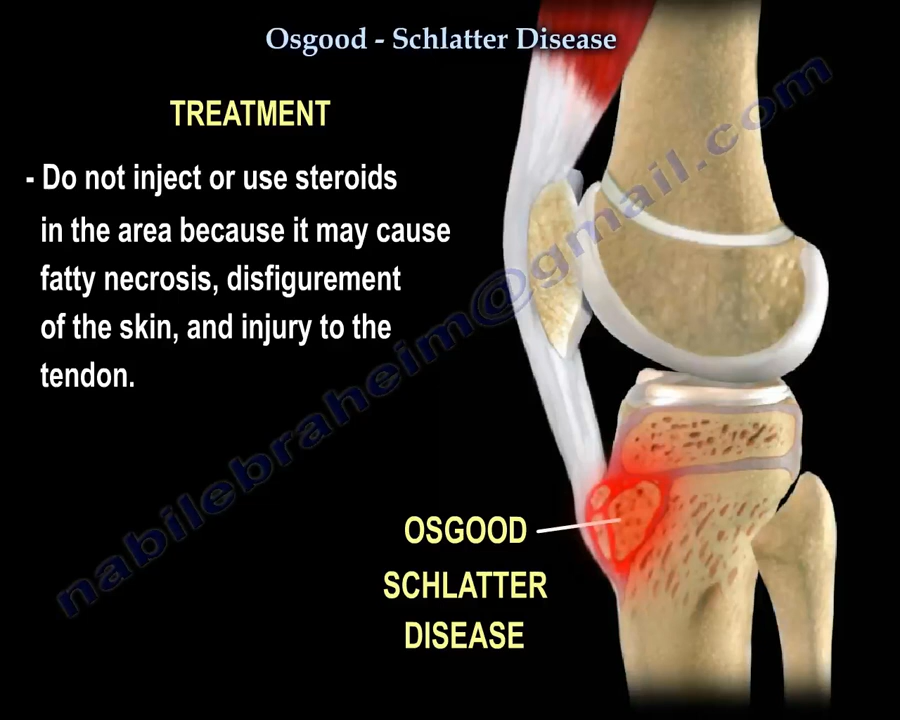 Osgood - Schlatter Disease
TREATMENT
- Do not inject or use steroids
in the area because it may cause
fatty necrosis, disfigurement
of the skin, and injury to the
tendon.
nabilebraheim@gmail.com
OSGOOD
SCHLATTER
DISEASE